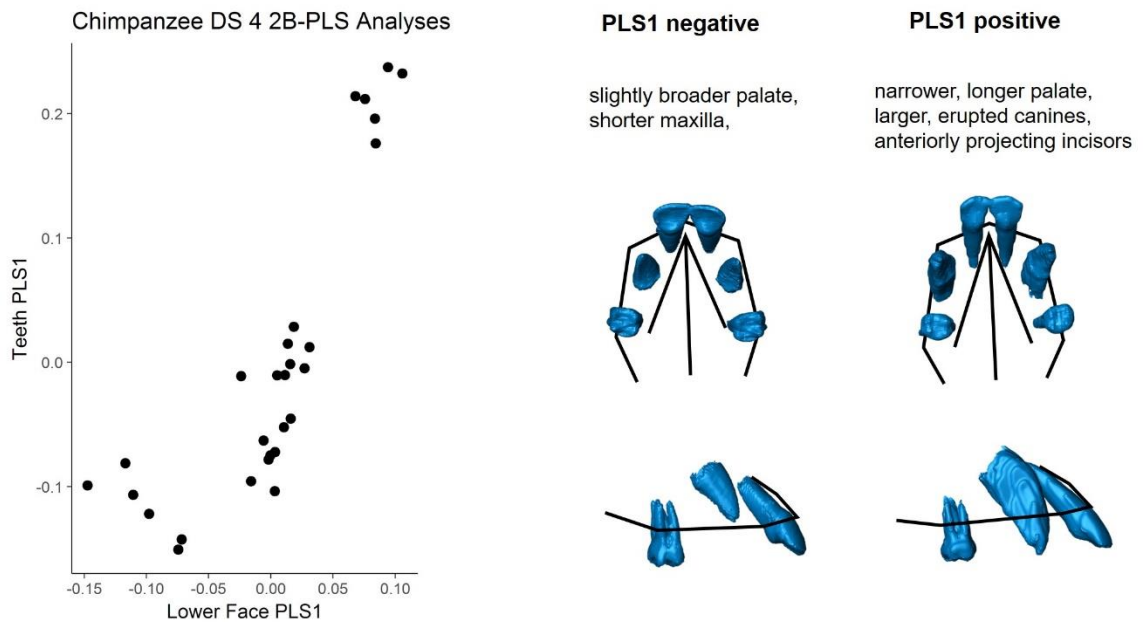 Chimpanzee DS 4 2B-PLS Analyses
PLS1 negative
PLS1 positive
slightly broader palate,
shorter maxilla,
narrower, longer palate,
larger, erupted canines,
anteriorly projecting incisors
Teeth PLS1
0.2
0.1
0.0
-0.1
-0.15
-0.10
-0.05
0.00
0.05
0.10
Lower Face PLS1